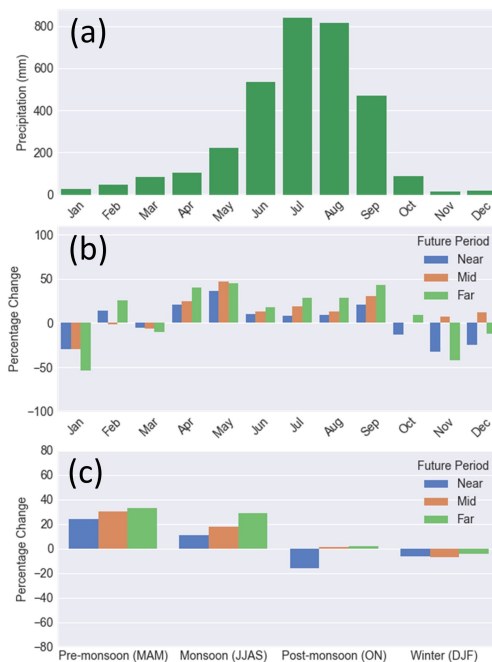 (a)
Precipitation (mm)
800
600
400
200
0
Jan Feb Mar Apr May Jun Jul Aug Sep Oct Nov Dec
(b)
Percentage Change
100
50
0
−50
−100
Future Period
Near
Mid
Far
Jan Feb Mar Apr May Jun Jul Aug Sep Oct Nov Dec
(c)
Percentage Change
80
60
40
20
0
−20
−40
−60
−80
Future Period
Near
Mid
Far
Pre-monsoon (MAM) Monsoon (JJAS) Post-monsoon (ON) Winter (DJF)